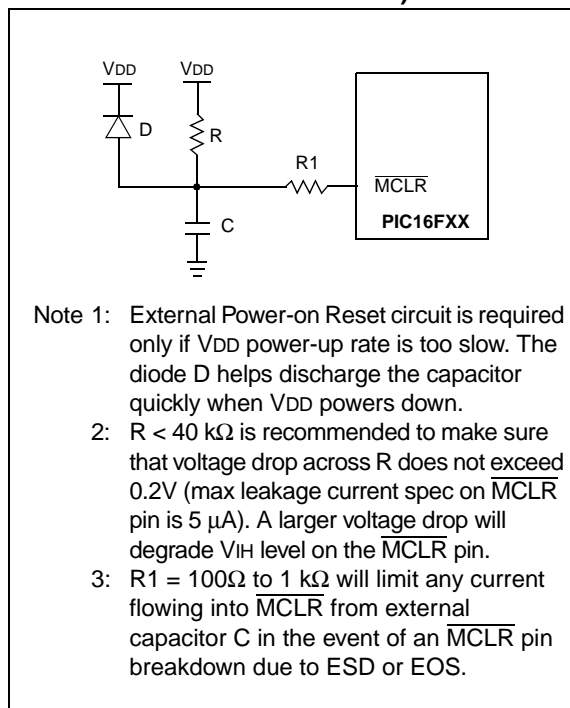 VDD VDD
D
R
R1
MCLR
C
PIC16FXX
Note 1: External Power-on Reset circuit is required
only if VDD power-up rate is too slow. The
diode D helps discharge the capacitor
quickly when VDD powers down.
2: R < 40 kΩ is recommended to make sure
that voltage drop across R does not exceed
0.2V (max leakage current spec on MCLR
pin is 5 μA). A larger voltage drop will
degrade VIH level on the MCLR pin.
3: R1 = 100Ω to 1 kΩ will limit any current
flowing into MCLR from external
capacitor C in the event of an MCLR pin
breakdown due to ESD or EOS.